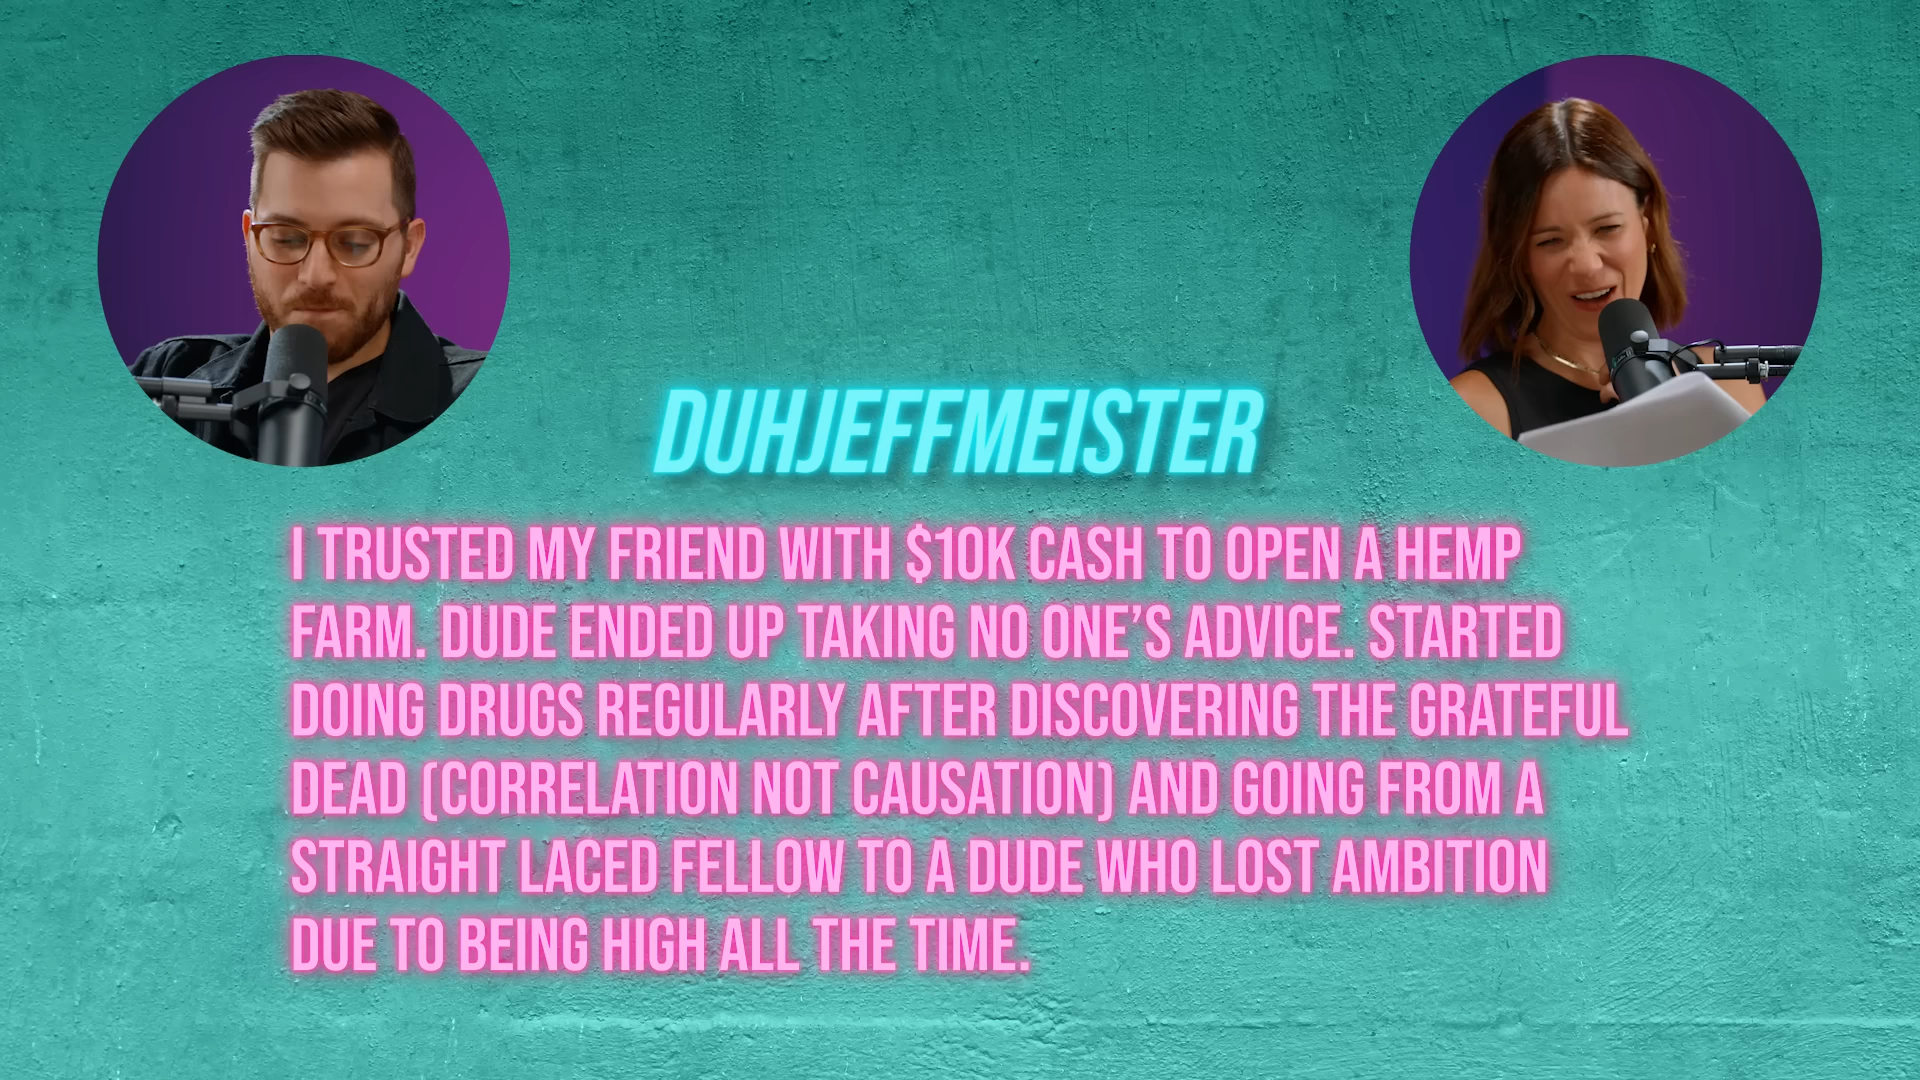 DUHJEFFMEISTER
I TRUSTED MY FRIEND WITH $10K CASH TO OPEN A HEMP
FARM. DUDE ENDED UP TAKING NO ONE’S ADVICE. STARTED
DOING DRUGS REGULARLY AFTER DISCOVERING THE GRATEFUL
DEAD (CORRELATION NOT CAUSATION) AND GOING FROM A
STRAIGHT LACED FELLOW TO A DUDE WHO LOST AMBITION
DUE TO BEING HIGH ALL THE TIME.